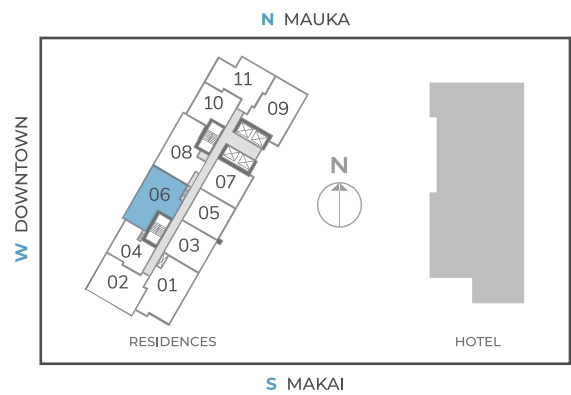 N MAUKA
W DOWNTOWN
11
10
09
08
07
06
05
04
03
02
01
N
RESIDENCES
HOTEL
S MAKAI